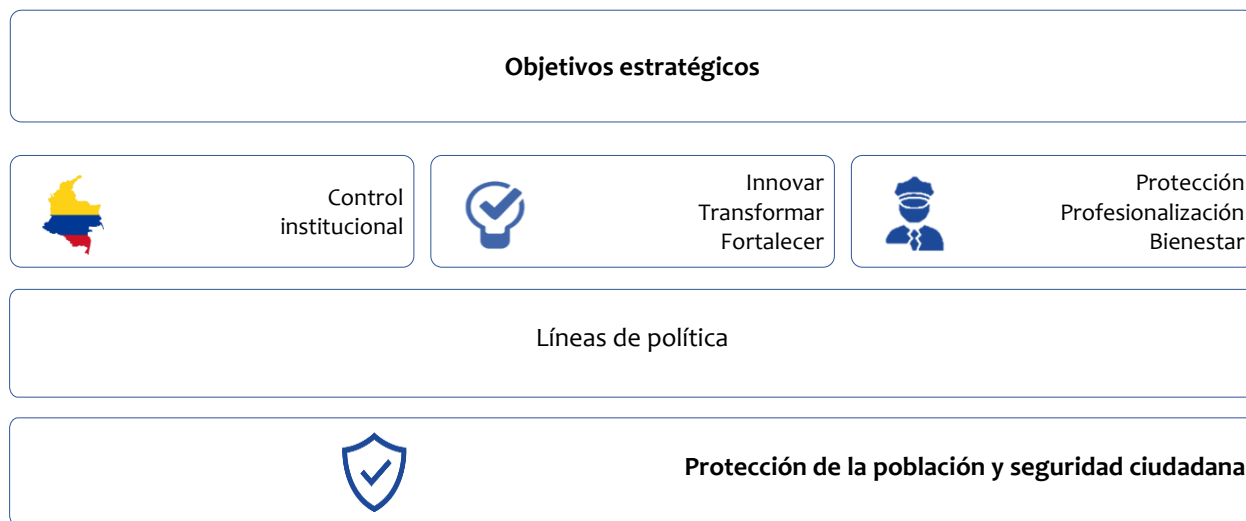 Objetivos estratégicos
Control
institucional
Innovar
Transformar
Fortalecer
Protección
Profesionalización
Bienestar
Líneas de política
Protección de la población y seguridad ciudadana